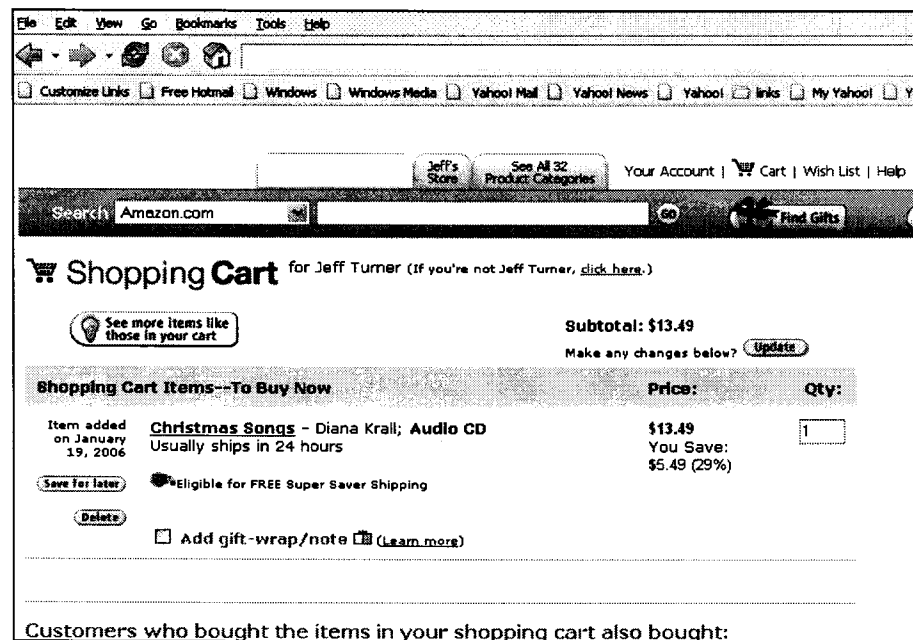 File Edit View Go Bookmarks Tools Help
Customize Links Free Hotmail Windows Windows Media Yahoo! Mail Yahoo! News Yahoo! links My Yahoo! Y
Jeff's Store See All 32 Product Categories Your Account | Cart | Wish List | Help
Search Amazon.com GO Find Gifts
Shopping Cart for Jeff Turner (If you're not Jeff Turner, click here.)
See more items like
those in your cart
Subtotal: $13.49
Make any changes below? Update
Shopping Cart Items--To Buy Now Price: Qty:
Item added
on January
19, 2006
Christmas Songs - Diana Krall; Audio CD $13.49 1
Usually ships in 24 hours You Save:
$5.49 (29%)
Save for later Eligible for FREE Super Saver Shipping
Delete
Add gift-wrap/note (Learn more)
Customers who bought the items in your shopping cart also bought: